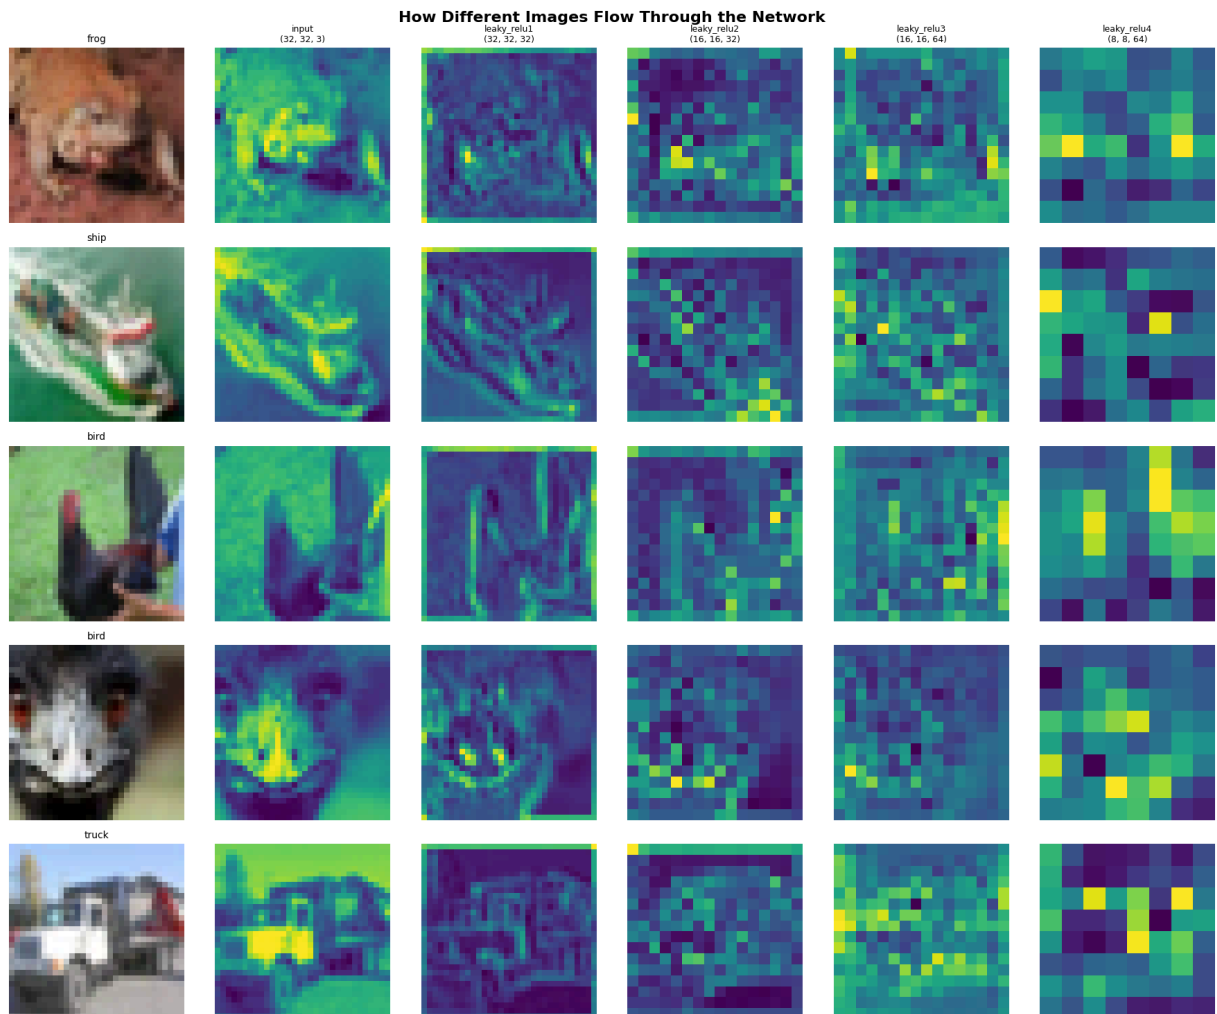 How Different Images Flow Through the Network
frog
input
(32, 32, 3)
leaky_relu1
(32, 32, 32)
leaky_relu2
(16, 16, 32)
leaky_relu3
(16, 16, 64)
leaky_relu4
(8, 8, 64)
ship
bird
bird
truck